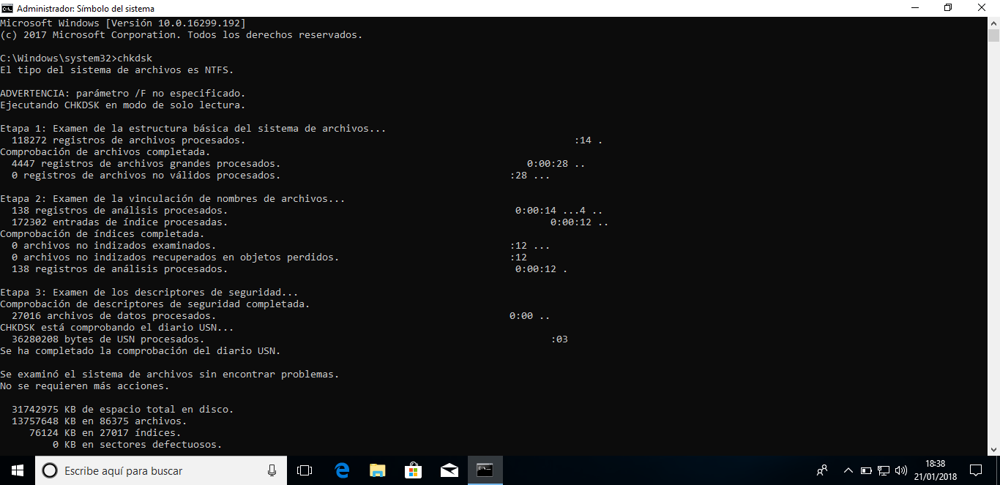 Administrador: Símbolo del sistema
Microsoft Windows [Versión 10.0.16299.192]
(c) 2017 Microsoft Corporation. Todos los derechos reservados.
C:\Windows\system32>chkdsk
El tipo del sistema de archivos es NTFS.
ADVERTENCIA: parámetro /F no especificado.
Ejecutando CHKDSK en modo de solo lectura.
Etapa 1: Examen de la estructura básica del sistema de archivos...
118272 registros de archivos procesados. :14 .
Comprobación de archivos completada.
4447 registros de archivos grandes procesados. 0:00:28 ..
0 registros de archivos no válidos procesados. :28 ...
Etapa 2: Examen de la vinculación de nombres de archivos...
138 registros de análisis procesados. 0:00:14 ...4 ..
172302 entradas de índice procesadas. 0:00:12 ..
Comprobación de índices completada.
0 archivos no indizados examinados. :12 ...
0 archivos no indizados recuperados en objetos perdidos. :12
138 registros de análisis procesados. 0:00:12 .
Etapa 3: Examen de los descriptores de seguridad...
Comprobación de descriptores de seguridad completada.
27016 archivos de datos procesados. 0:00 ..
CHKDSK está comprobando el diario USN...
36280208 bytes de USN procesados. :03
Se ha completado la comprobación del diario USN.
Se examinó el sistema de archivos sin encontrar problemas.
No se requieren más acciones.
31742975 KB de espacio total en disco.
13757648 KB en 86375 archivos.
76124 KB en 27017 índices.
0 KB en sectores defectuosos.
Escribe aquí para buscar
18:38
21/01/2018